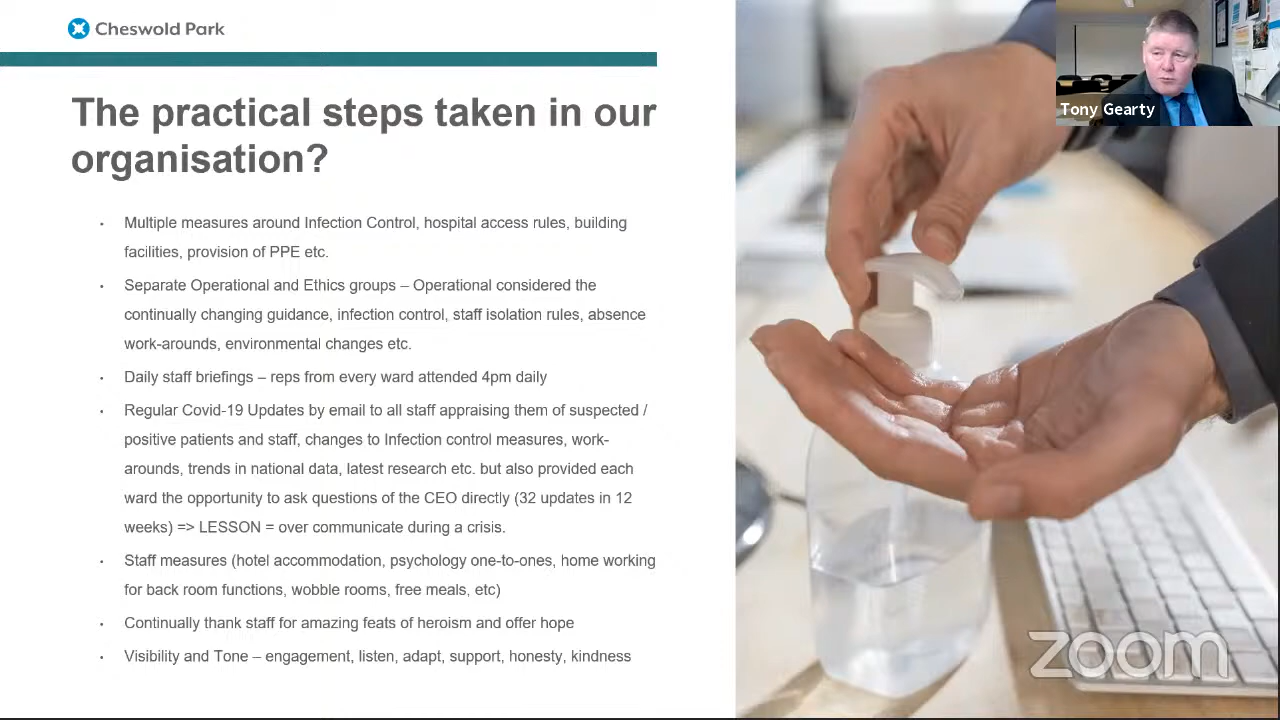 Cheswold Park
Tony Gearty
The practical steps taken in our
organisation?
• Multiple measures around Infection Control, hospital access rules, building
facilities, provision of PPE etc.
• Separate Operational and Ethics groups – Operational considered the
continually changing guidance, infection control, staff isolation rules, absence
work-arounds, environmental changes etc.
• Daily staff briefings – reps from every ward attended 4pm daily
• Regular Covid-19 Updates by email to all staff appraising them of suspected /
positive patients and staff, changes to Infection control measures, work-
arounds, trends in national data, latest research etc. but also provided each
ward the opportunity to ask questions of the CEO directly (32 updates in 12
weeks) => LESSON = over communicate during a crisis.
• Staff measures (hotel accommodation, psychology one-to-ones, home working
for back room functions, wobble rooms, free meals, etc)
• Continually thank staff for amazing feats of heroism and offer hope
• Visibility and Tone – engagement, listen, adapt, support, honesty, kindness
zoom